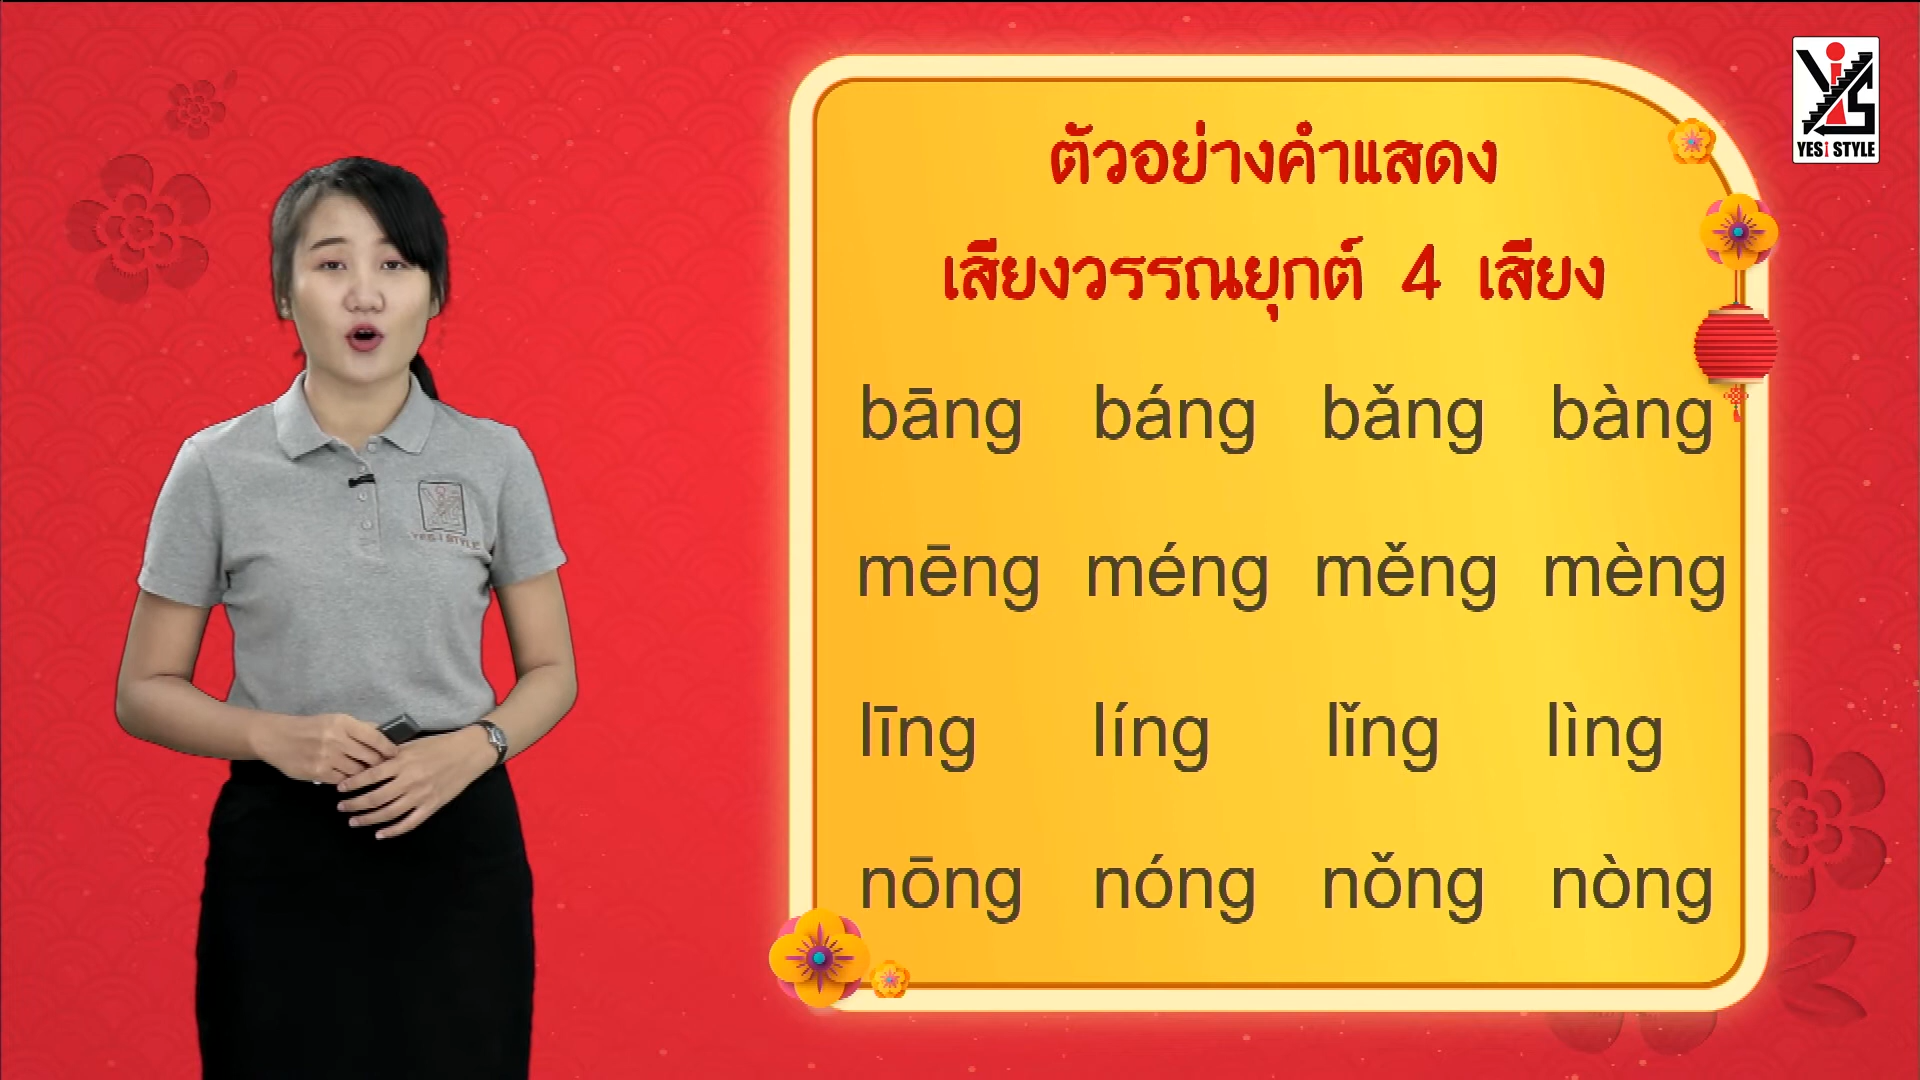 YES i STYLE
ตัวอย่างคำแสดง
เสียงวรรณยุกต์ 4 เสียง
bāng báng bǎng bàng
mēng méng měng mèng
līng líng lǐng lìng
nōng nóng nǒng nòng
YES i STYLE